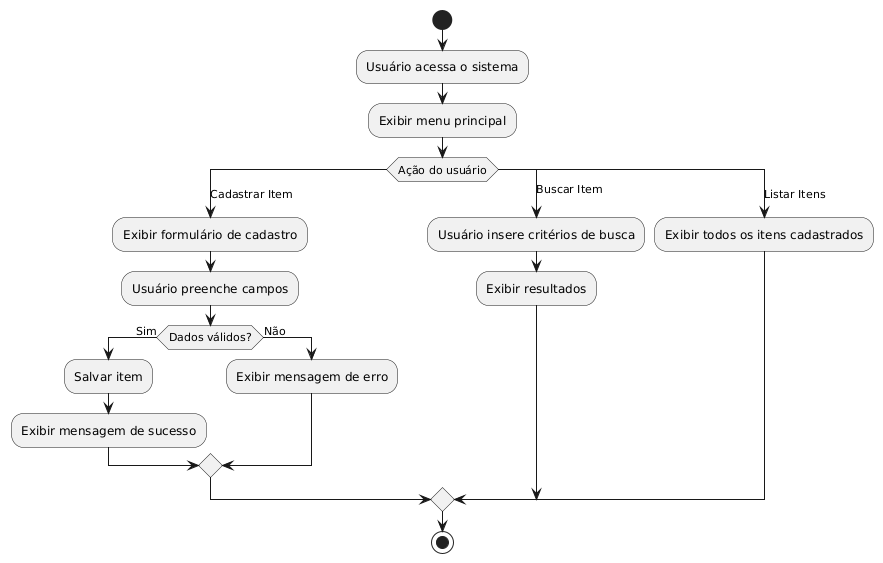 Usuário acessa o sistema
Exibir menu principal
Ação do usuário
Cadastrar Item
Buscar Item
Listar Itens
Exibir formulário de cadastro
Usuário insere critérios de busca
Exibir todos os itens cadastrados
Usuário preenche campos
Exibir resultados
Sim
Dados válidos?
Não
Salvar item
Exibir mensagem de erro
Exibir mensagem de sucesso